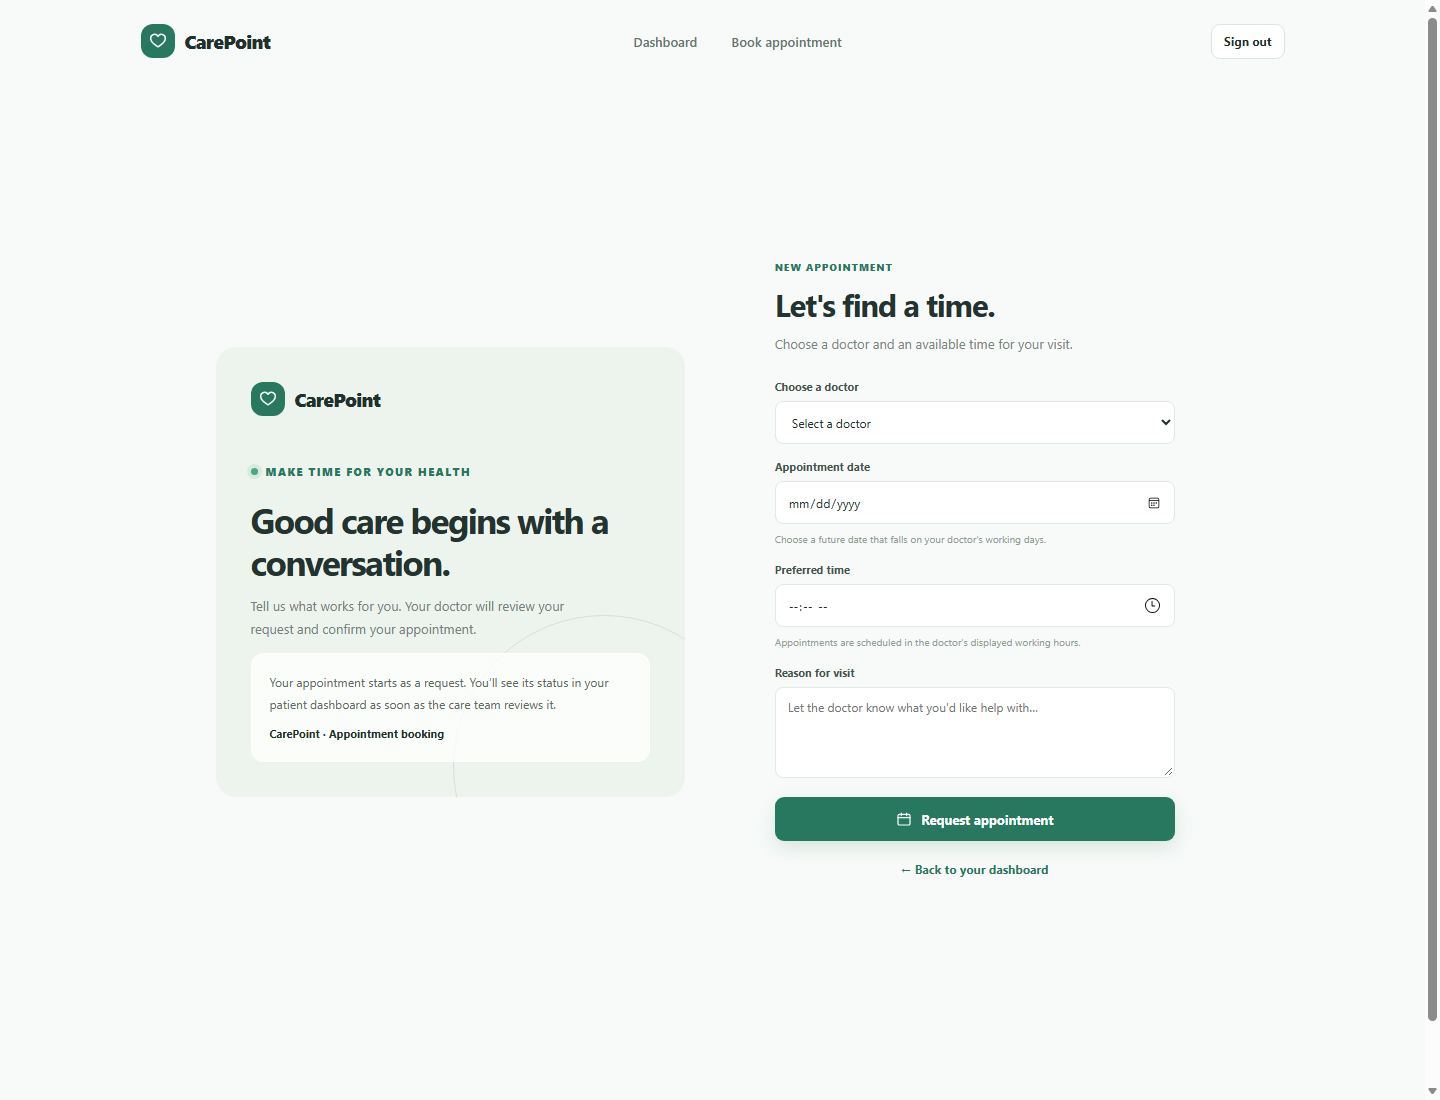 CarePoint
Dashboard
Book appointment
Sign out
CarePoint
MAKE TIME FOR YOUR HEALTH
Good care begins with a
conversation.
Tell us what works for you. Your doctor will review your
request and confirm your appointment.
Your appointment starts as a request. You'll see its status in your
patient dashboard as soon as the care team reviews it.
CarePoint · Appointment booking
NEW APPOINTMENT
Let's find a time.
Choose a doctor and an available time for your visit.
Choose a doctor
Select a doctor
Appointment date
mm/dd/yyyy
Choose a future date that falls on your doctor's working days.
Preferred time
--:-- --
Appointments are scheduled in the doctor's displayed working hours.
Reason for visit
Let the doctor know what you'd like help with...
Request appointment
← Back to your dashboard